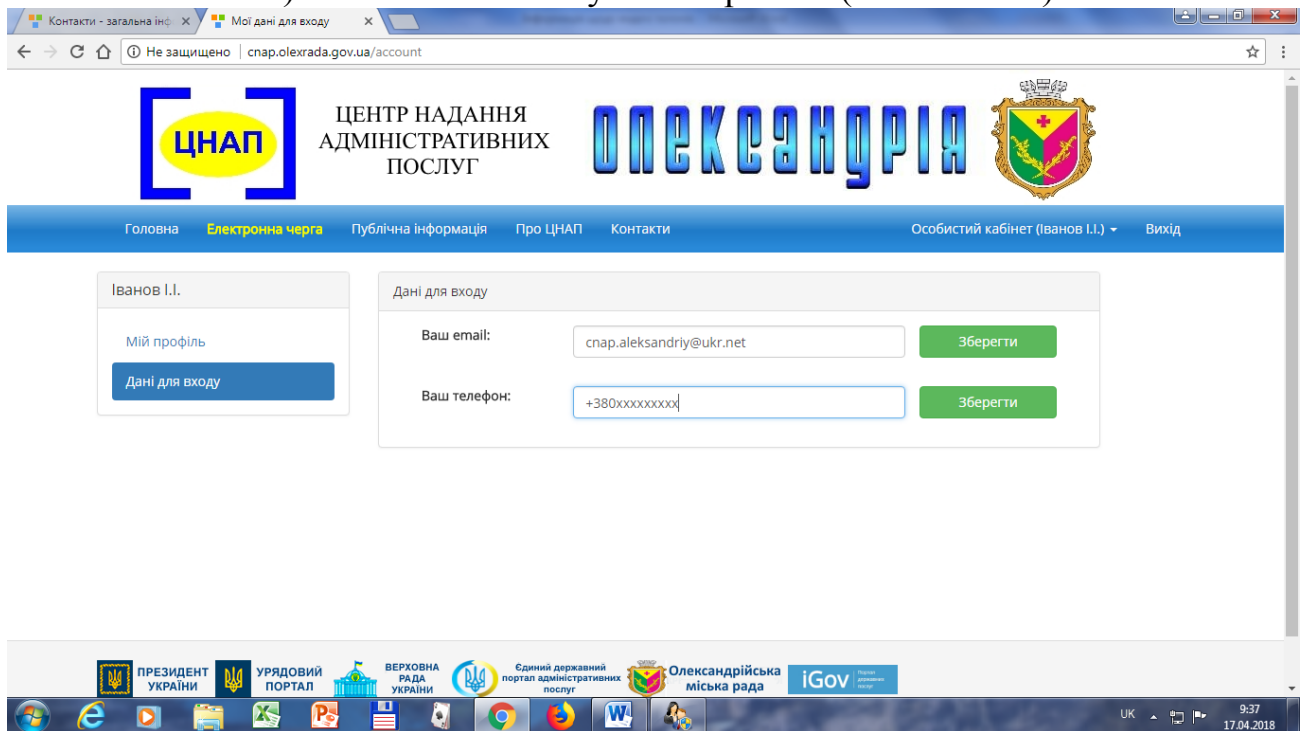 Контакти - загальна інф
Мої дані для входу
Не защищено | cnap.olexrada.gov.ua/account
ЦНАП
ЦЕНТР НАДАННЯ
АДМІНІСТРАТИВНИХ
ПОСЛУГ
ОЛЕКСАНДРІЯ
Головна Електронна черга Публічна інформація Про ЦНАП Контакти Особистий кабінет (Іванов І.І.) Вихід
Іванов І.І.
Мій профіль
Дані для входу
Дані для входу
Ваш email: cnap.aleksandriy@ukr.net Зберегти
Ваш телефон: +380xxxxxxxxx Зберегти
ПРЕЗИДЕНТ
УКРАЇНИ
УРЯДОВИЙ
ПОРТАЛ
ВЕРХОВНА
РАДА
УКРАЇНИ
Єдиний державний
портал адміністративних
послуг
Олександрійська
міська рада
iGov
UK
9:37
17.04.2018